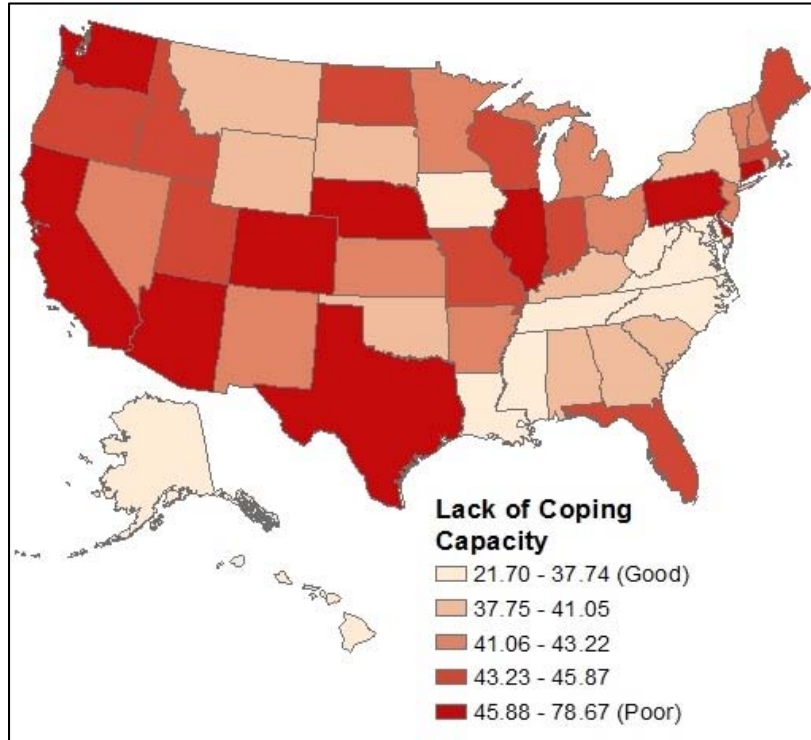 Lack of Coping
Capacity
21.70 - 37.74 (Good)
37.75 - 41.05
41.06 - 43.22
43.23 - 45.87
45.88 - 78.67 (Poor)